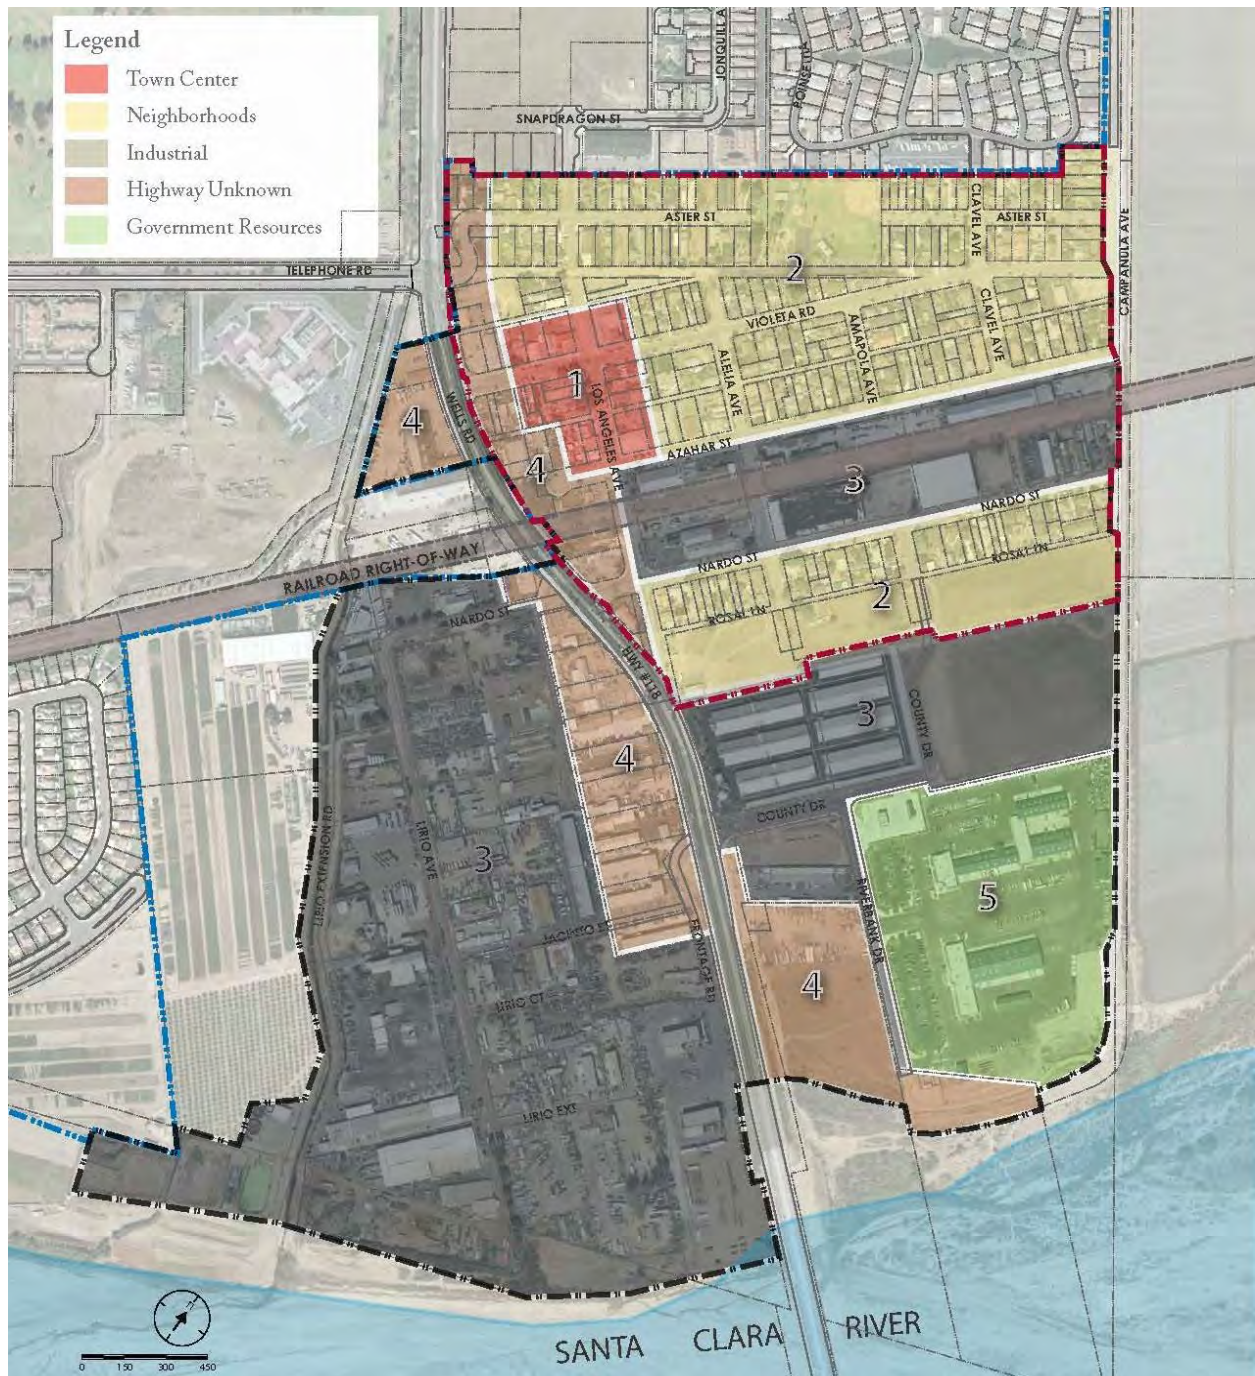 Legend
Town Center
Neighborhoods
Industrial
Highway Unknown
Government Resources
JONQUILL A
POINSETTIA
SNAPDRAGON ST
ASTER ST
CLAVEL AVE
ASTER ST
CAMPANULA AVE
TELEPHONE RD
2
VIOLETA RD
CLAVEL AVE
AMAPOLA AVE
ALELIA AVE
1
LOS ANGELES AVE
4
WELLS RD
AZAHAR ST
4
3
NARDO ST
NARDO ST
ROSAL LN
RAILROAD RIGHT-OF-WAY
2
ROSAL LN
NARDO ST
HWY #118
3
COUNTY DR
4
COUNTY DR
LIRIO EXTENSION RD
LIRIO AVE
3
5
RIVERBANK DR
JACINTO ST
FRONTAGE RD
4
LIRIO CT
LIRIO EXT
N
0 150 300 450
SANTA CLARA RIVER